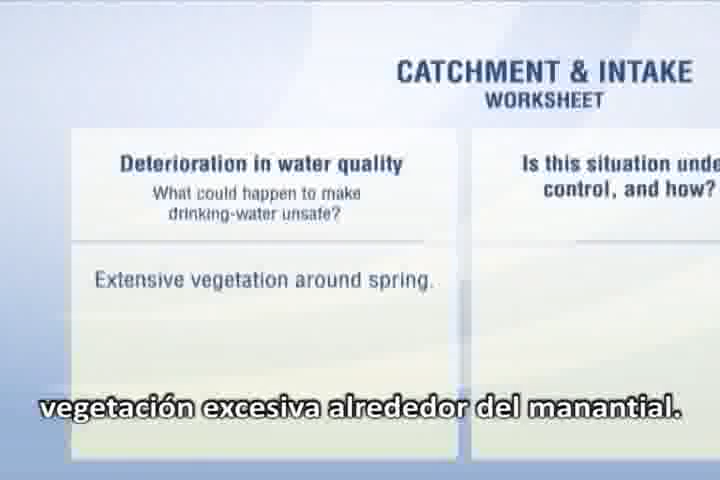 CATCHMENT & INTAKE
WORKSHEET
Deterioration in water quality
What could happen to make
drinking-water unsafe?
Is this situation unde
control, and how?
Extensive vegetation around spring.
vegetación excesiva alrededor del manantial.